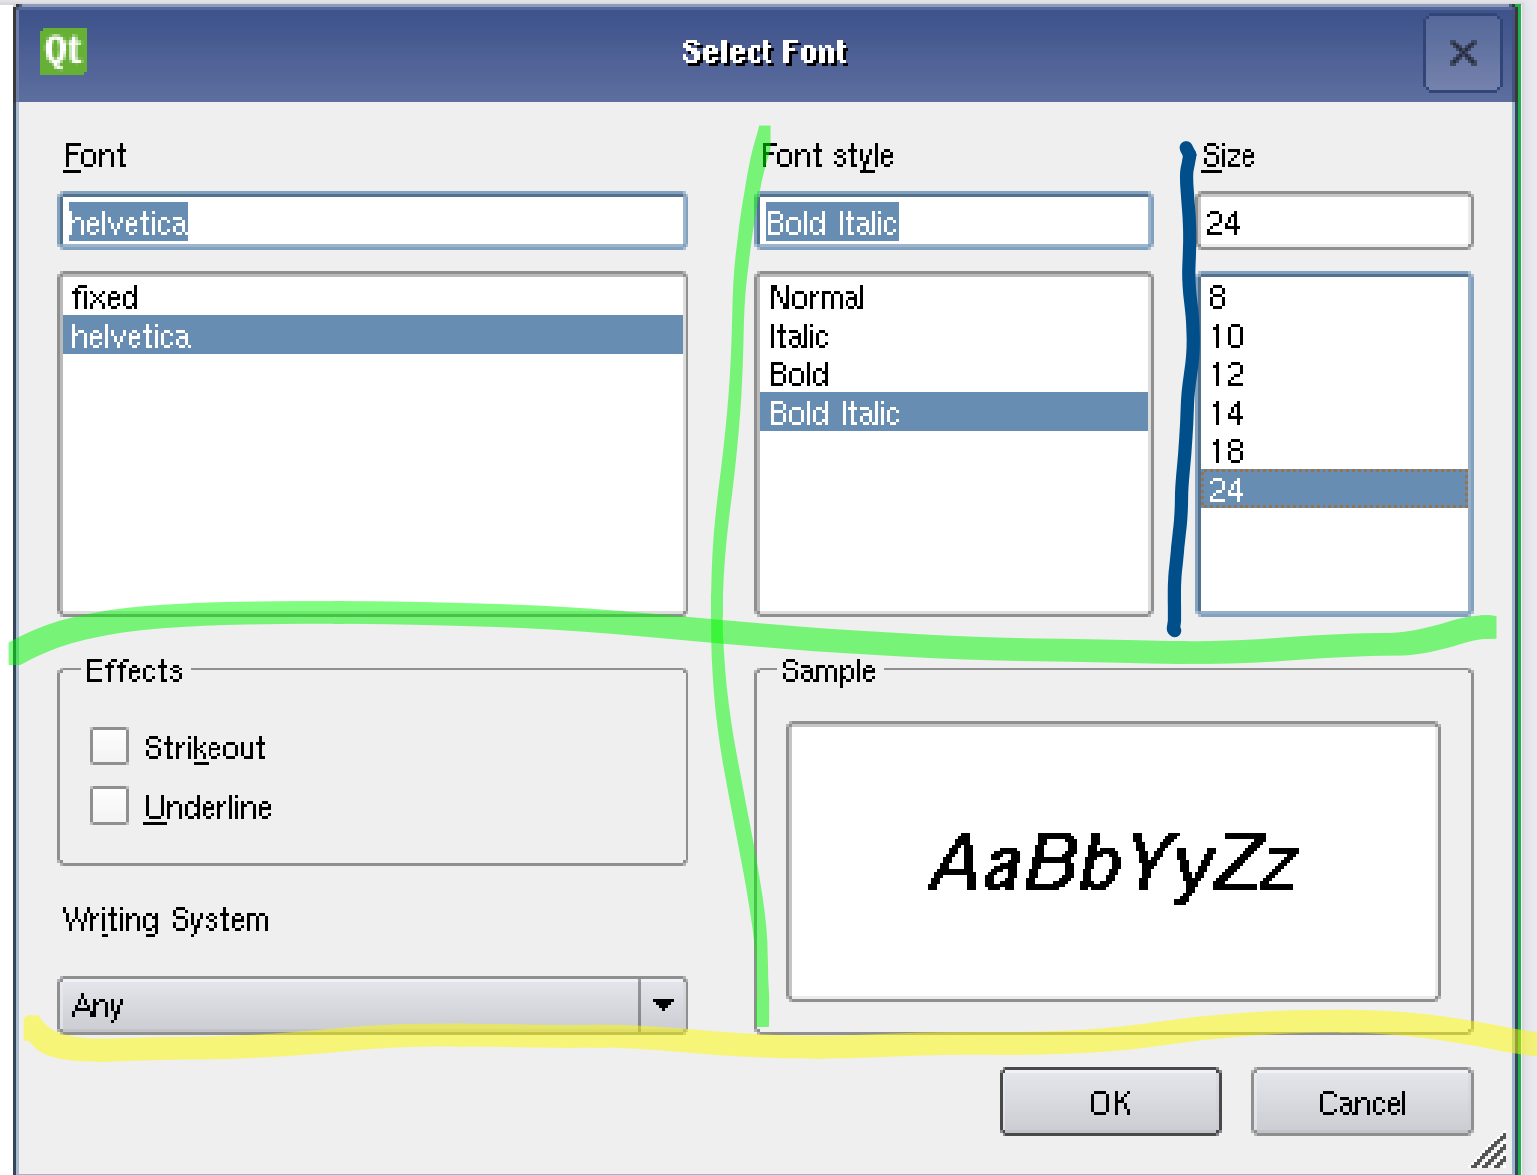 Qt Select Font
Font Font style Size
helvetica Bold Italic 24
fixed Normal 8
helvetica Italic 10
Bold 12
Bold Italic 14
18
24
Effects Sample
Strikeout
Underline
AaBbYyZz
Writing System
Any
OK Cancel